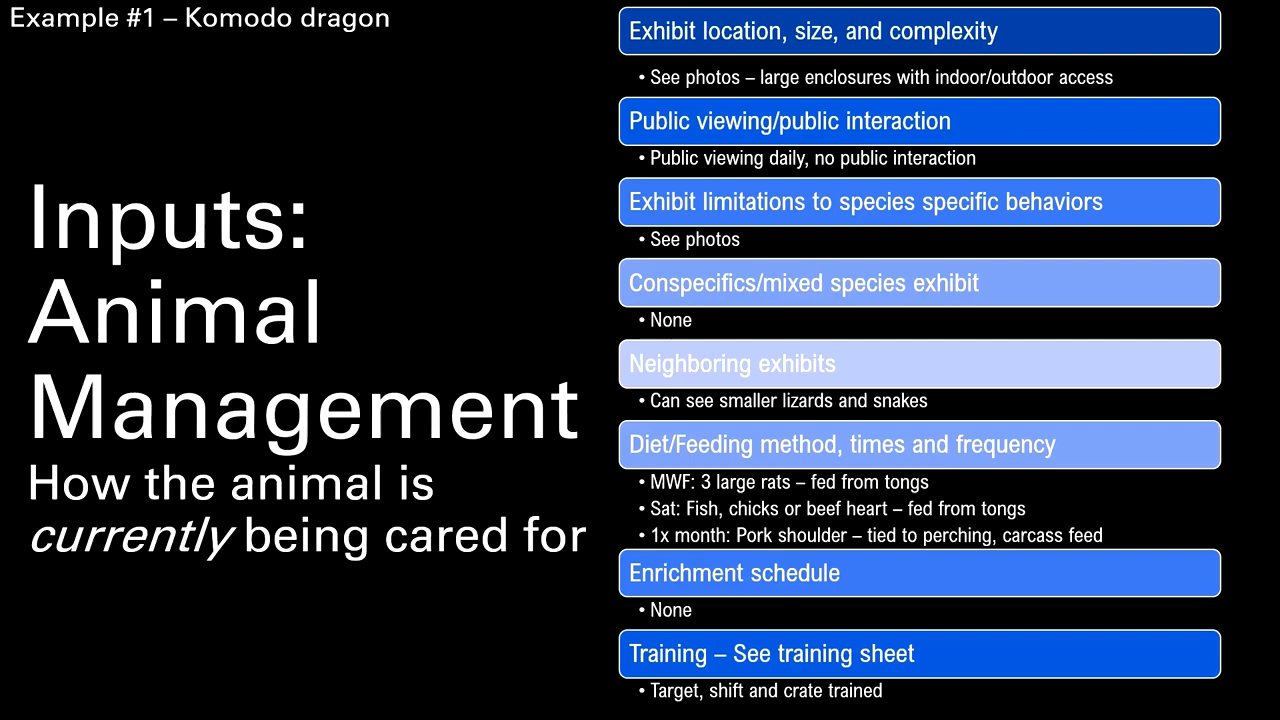 Example #1 – Komodo dragon
Inputs:
Animal
Management
How the animal is
currently being cared for
Exhibit location, size, and complexity
• See photos – large enclosures with indoor/outdoor access
Public viewing/public interaction
• Public viewing daily, no public interaction
Exhibit limitations to species specific behaviors
• See photos
Conspecifics/mixed species exhibit
• None
Neighboring exhibits
• Can see smaller lizards and snakes
Diet/Feeding method, times and frequency
• MWF: 3 large rats – fed from tongs
• Sat: Fish, chicks or beef heart – fed from tongs
• 1x month: Pork shoulder – tied to perching, carcass feed
Enrichment schedule
• None
Training – See training sheet
• Target, shift and crate trained